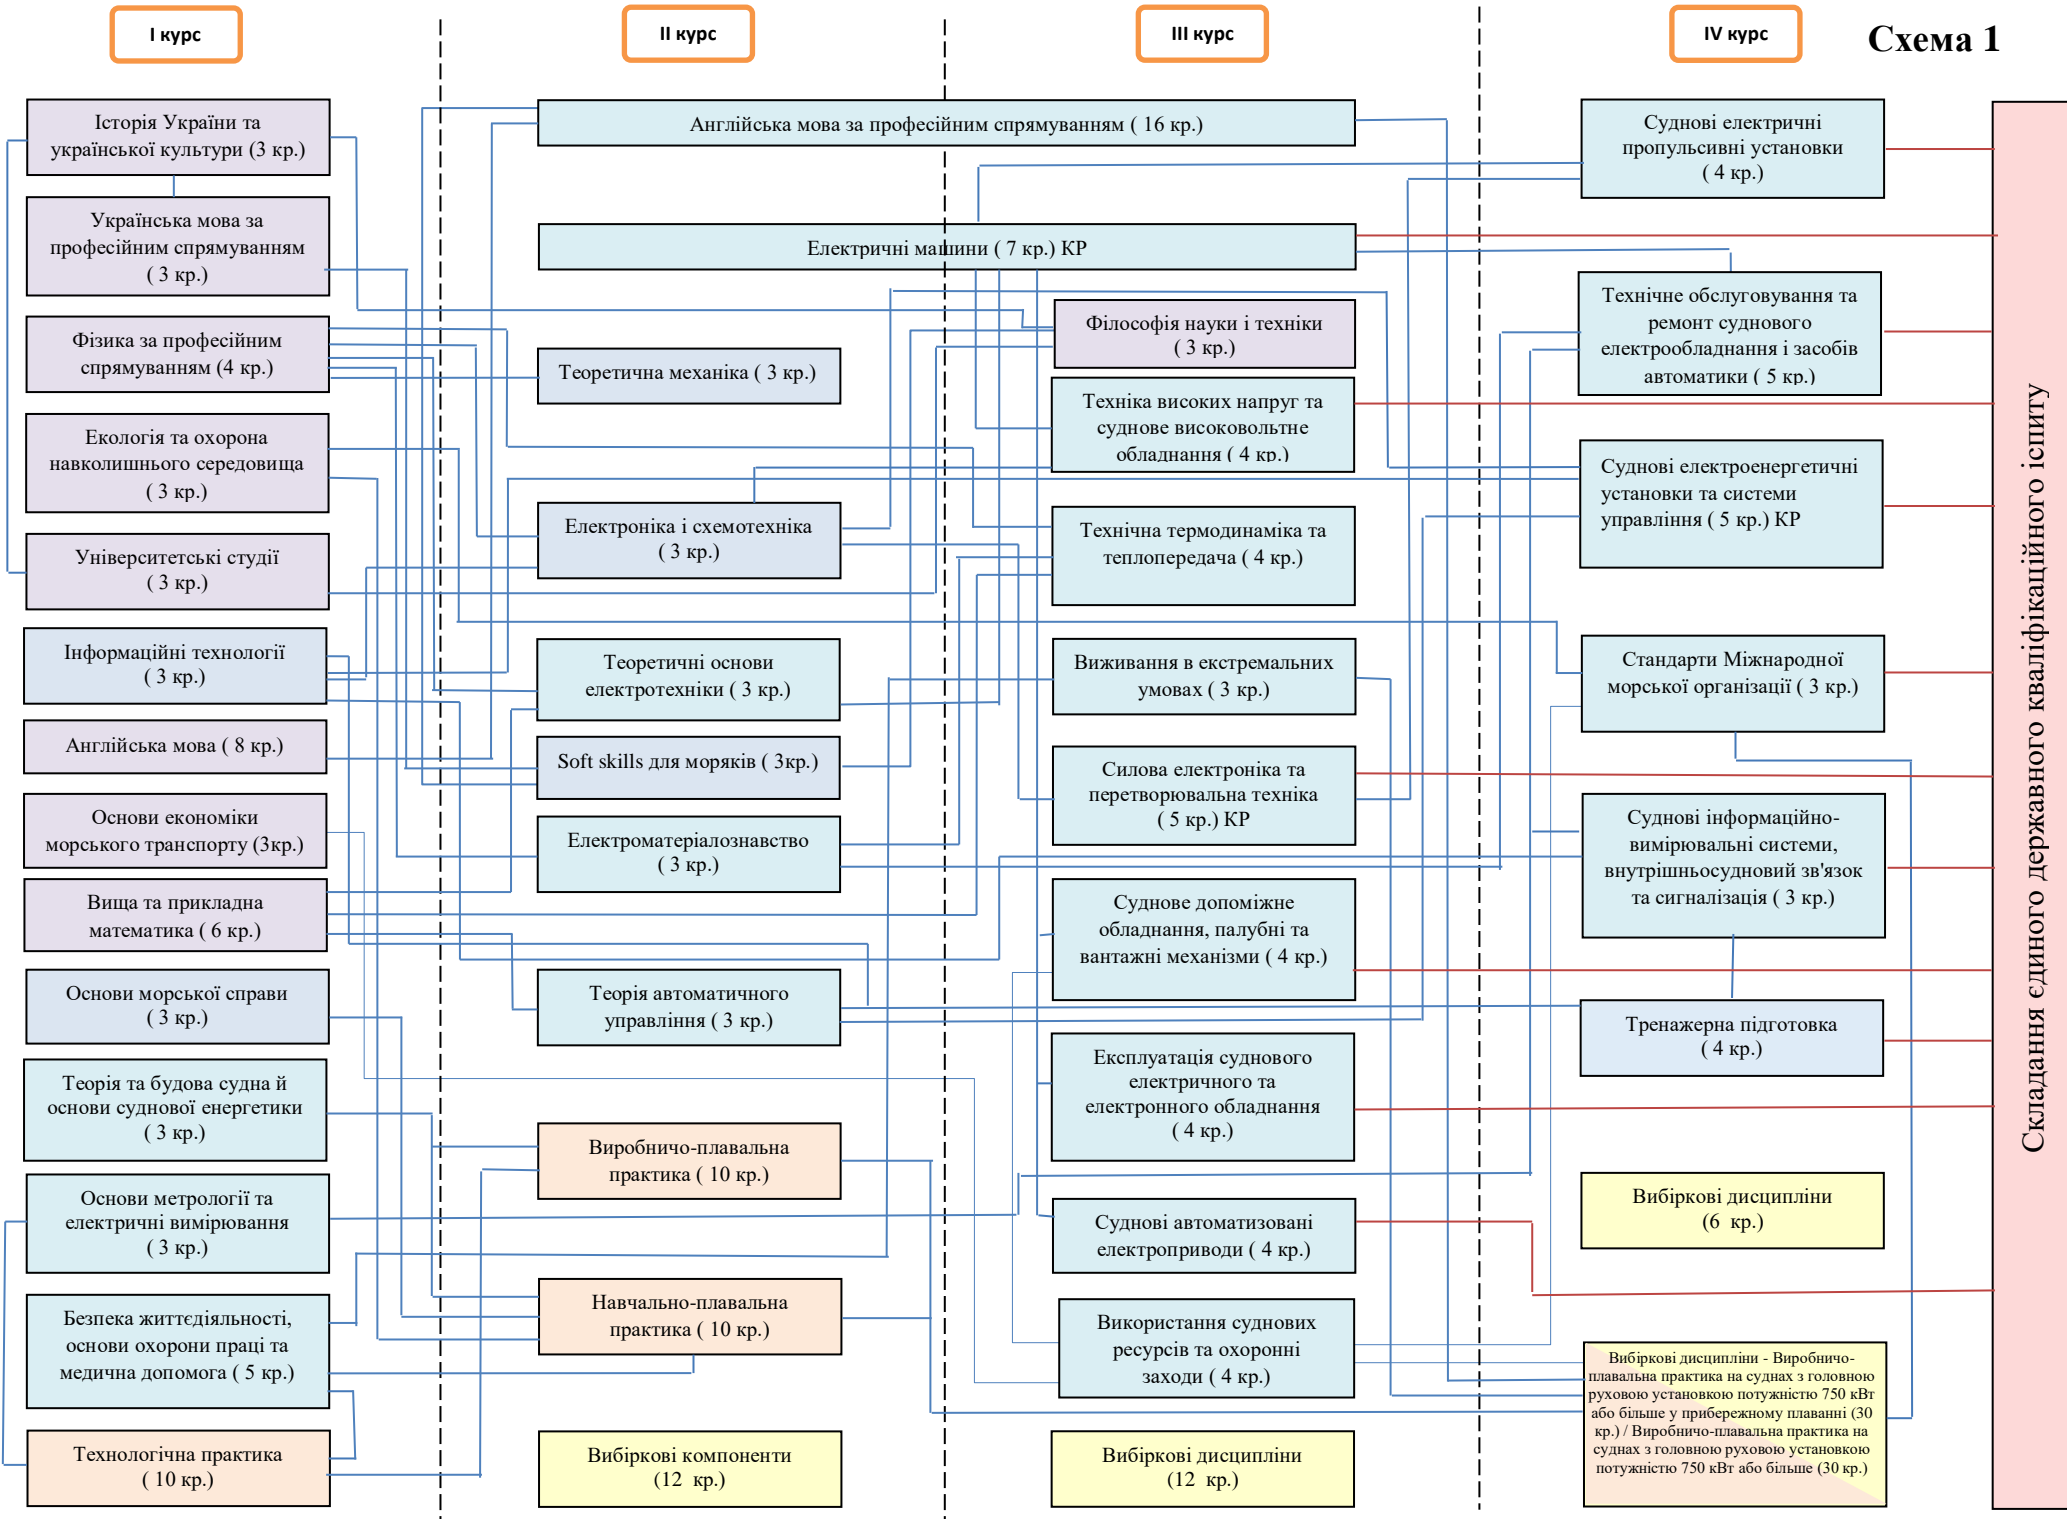 І курс
ІІ курс
ІІІ курс
IV курс
Схема 1
Історія України та
української культури (3 кр.)
Українська мова за
професійним спрямуванням
( 3 кр.)
Фізика за професійним
спрямуванням (4 кр.)
Екологія та охорона
навколишнього середовища
( 3 кр.)
Університетські студії
( 3 кр.)
Інформаційні технології
( 3 кр.)
Англійська мова ( 8 кр.)
Основи економіки
морського транспорту (3кр.)
Вища та прикладна
математика ( 6 кр.)
Основи морської справи
( 3 кр.)
Теорія та будова судна й
основи суднової енергетики
( 3 кр.)
Основи метрології та
електричні вимірювання
( 3 кр.)
Безпека життєдіяльності,
основи охорони праці та
медична допомога ( 5 кр.)
Технологічна практика
( 10 кр.)
Англійська мова за професійним спрямуванням ( 16 кр.)
Електричні машини ( 7 кр.) КР
Теоретична механіка ( 3 кр.)
Електроніка і схемотехніка
( 3 кр.)
Теоретичні основи
електротехніки ( 3 кр.)
Soft skills для моряків ( 3кр.)
Електроматеріалознавство
( 3 кр.)
Теорія автоматичного
управління ( 3 кр.)
Виробничо-плавальна
практика ( 10 кр.)
Навчально-плавальна
практика ( 10 кр.)
Вибіркові компоненти
(12 кр.)
Філософія науки і техніки
( 3 кр.)
Техніка високих напруг та
суднове високовольтне
обладнання ( 4 кр.)
Технічна термодинаміка та
теплопередача ( 4 кр.)
Виживання в екстремальних
умовах ( 3 кр.)
Силова електроніка та
перетворювальна техніка
( 5 кр.) КР
Суднове допоміжне
обладнання, палубні та
вантажні механізми ( 4 кр.)
Експлуатація суднового
електричного та
електронного обладнання
( 4 кр.)
Суднові автоматизовані
електроприводи ( 4 кр.)
Використання суднових
ресурсів та охоронні
заходи ( 4 кр.)
Вибіркові дисципліни
(12 кр.)
Суднові електричні
пропульсивні установки
( 4 кр.)
Технічне обслуговування та
ремонт суднового
електрообладнання і засобів
автоматики ( 5 кр.)
Суднові електроенергетичні
установки та системи
управління ( 5 кр.) КР
Стандарти Міжнародної
морської організації ( 3 кр.)
Суднові інформаційно-
вимірювальні системи,
внутрішньосудновий зв'язок
та сигналізація ( 3 кр.)
Тренажерна підготовка
( 4 кр.)
Вибіркові дисципліни
(6 кр.)
Вибіркові дисципліни - Виробничо-
плавальна практика на суднах з головною
руховою установкою потужністю 750 кВт
або більше у прибережному плаванні (30
кр.) / Виробничо-плавальна практика на
суднах з головною руховою установкою
потужністю 750 кВт або більше (30 кр.)
Складання єдиного державного кваліфікаційного іспиту